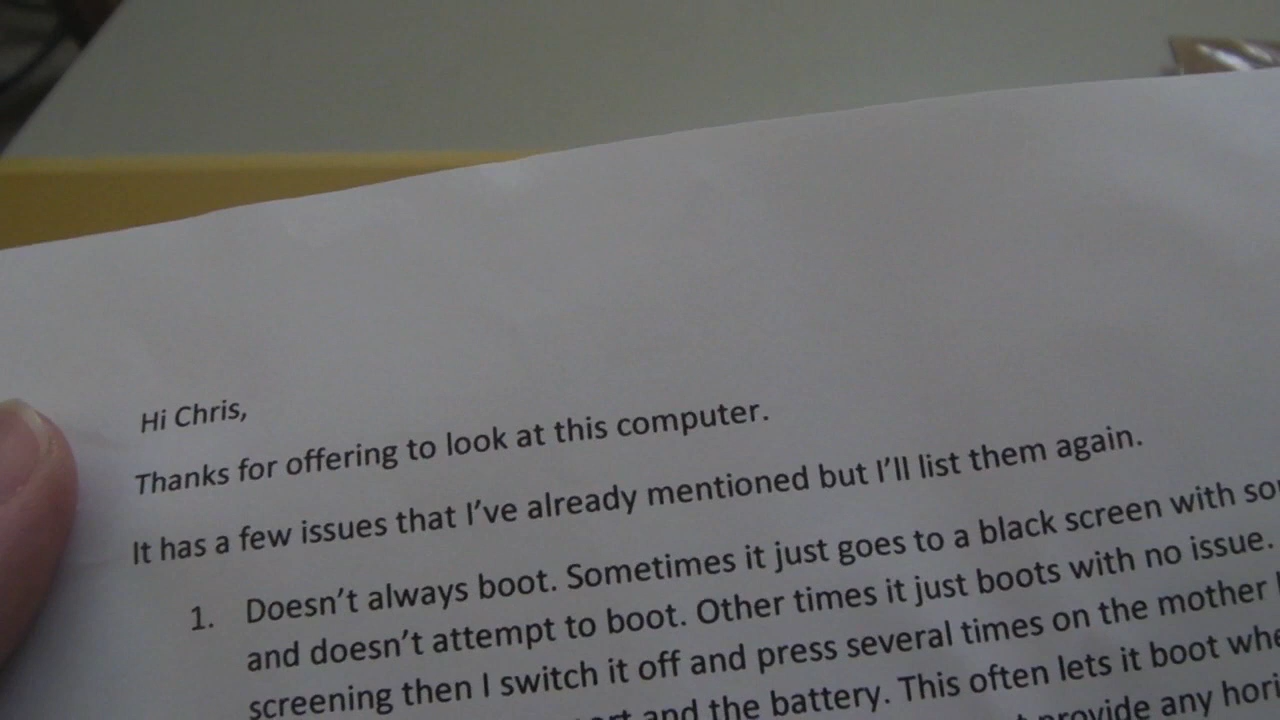 Hi Chris,
Thanks for offering to look at this computer.
It has a few issues that I've already mentioned but I'll list them again.
1. Doesn't always boot. Sometimes it just goes to a black screen with
and doesn't attempt to boot. Other times it just boots with no issue.
screening then I switch it off and press several times on the mother
and the battery. This often lets it boot
provide any